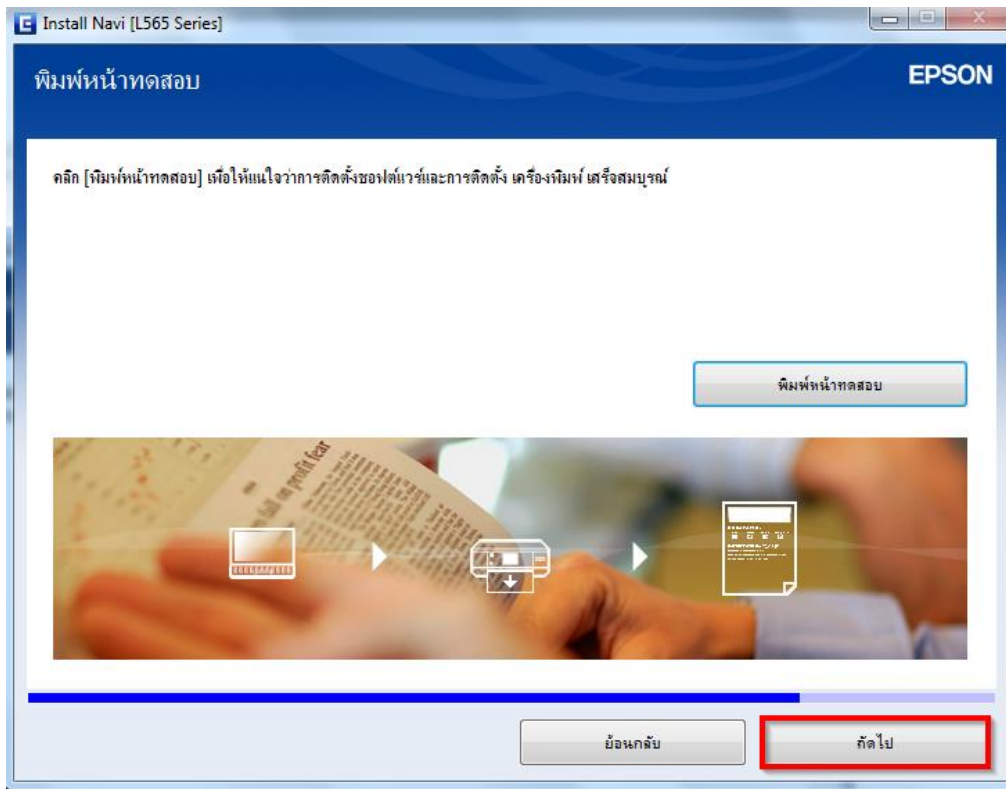 Install Navi [L565 Series]
พิมพ์หน้าทดสอบ
EPSON
คลิก [พิมพ์หน้าทดสอบ] เพื่อให้แน่ใจว่าการติดตั้งซอฟต์แวร์และการติดตั้ง เครื่องพิมพ์ เสร็จสมบูรณ์
พิมพ์หน้าทดสอบ
fall on profit fear
ย้อนกลับ
ถัดไป